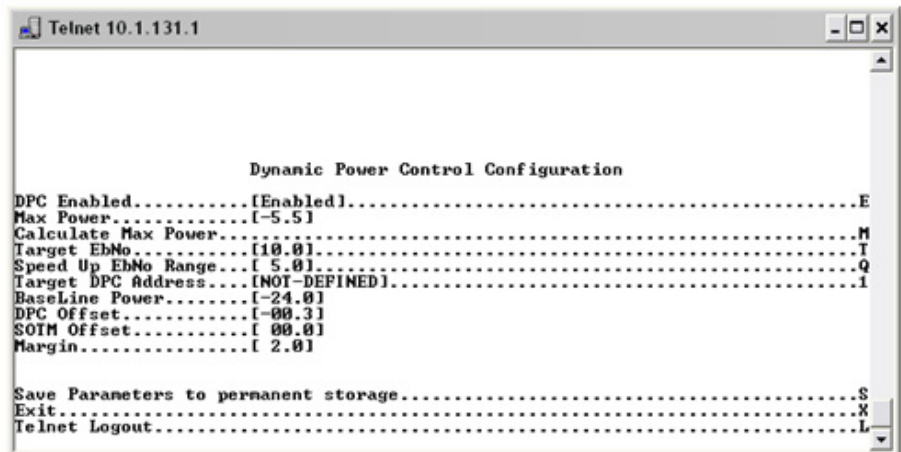 Telnet 10.1.131.1
Dynamic Power Control Configuration
DPC Enabled...........[Enabled].....................................................E
Max Power.............[-5.5]
Calculate Max Power.................................................................M
Target EbNo...........[10.0]........................................................T
Speed Up EbNo Range...[ 5.0]........................................................Q
Target DPC Address....[NOT-DEFINED].................................................1
BaseLine Power........[-24.0]
DPC Offset............[-00.3]
SOTM Offset...........[ 00.0]
Margin................[ 2.0]
Save Parameters to permanent storage................................................S
Exit................................................................................X
Telnet Logout.......................................................................L